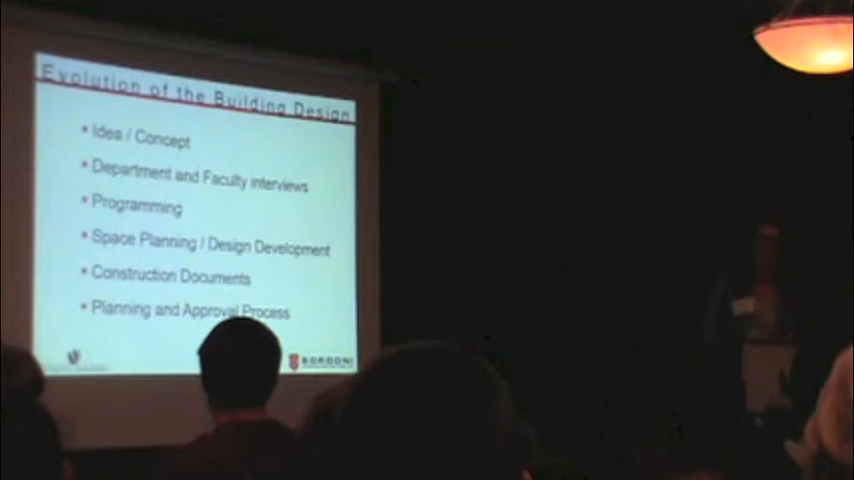 Evolution of the Building Design
Idea / Concept
Department and Faculty interviews
Programming
Space Planning / Design Development
Construction Documents
Planning and Approval Process
BORDONI